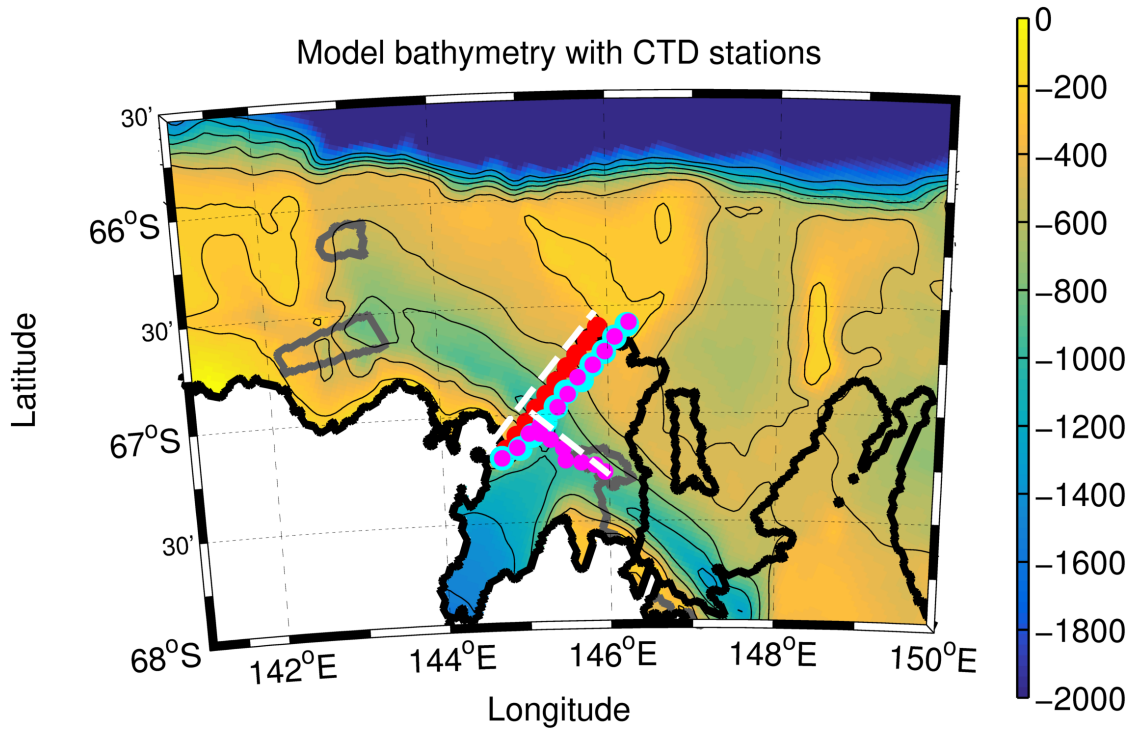 Model bathymetry with CTD stations
30’
66°S
30’
67°S
30’
68°S
142°E
144°E
146°E
148°E
150°E
Latitude
Longitude
0
−200
−400
−600
−800
−1000
−1200
−1400
−1600
−1800
−2000